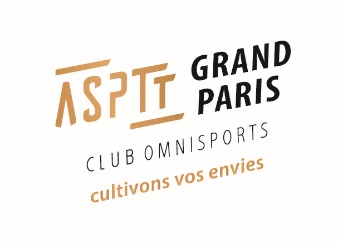 ASPTT GRAND
PARIS
CLUB OMNISPORTS
cultivons vos envies